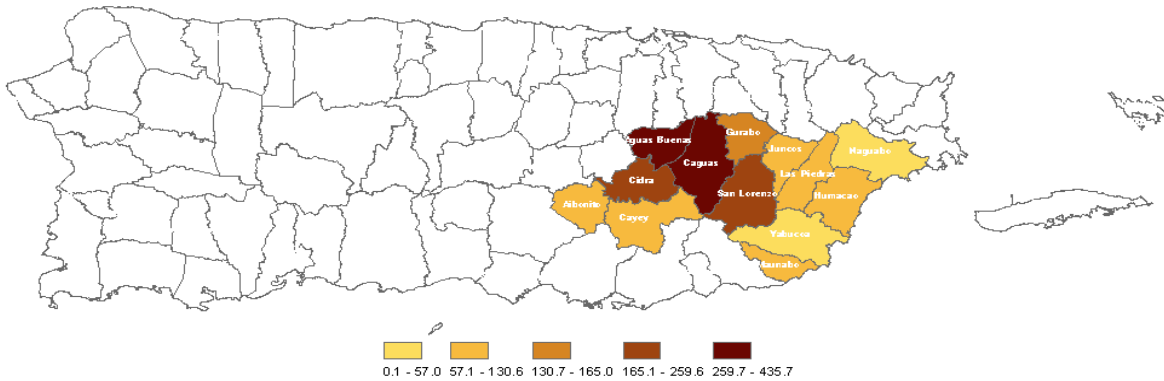 Gurabo
guas Buenas
Juncos
Naguabo
Caguas
Las Piedras
Cidra
San Lorenzo
Humacao
Aibonito
Cayey
Yabucoa
Maunabo
0.1 - 57.0 57.1 - 130.6 130.7 - 165.0 165.1 - 259.6 259.7 - 435.7